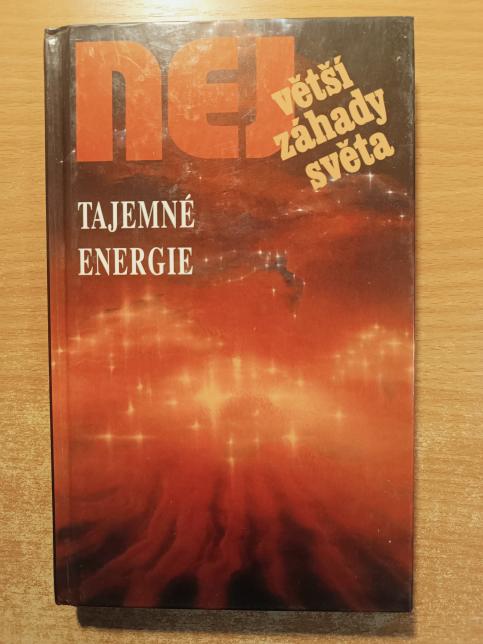 nej
větší
záhady
světa
TAJEMNÉ
ENERGIE